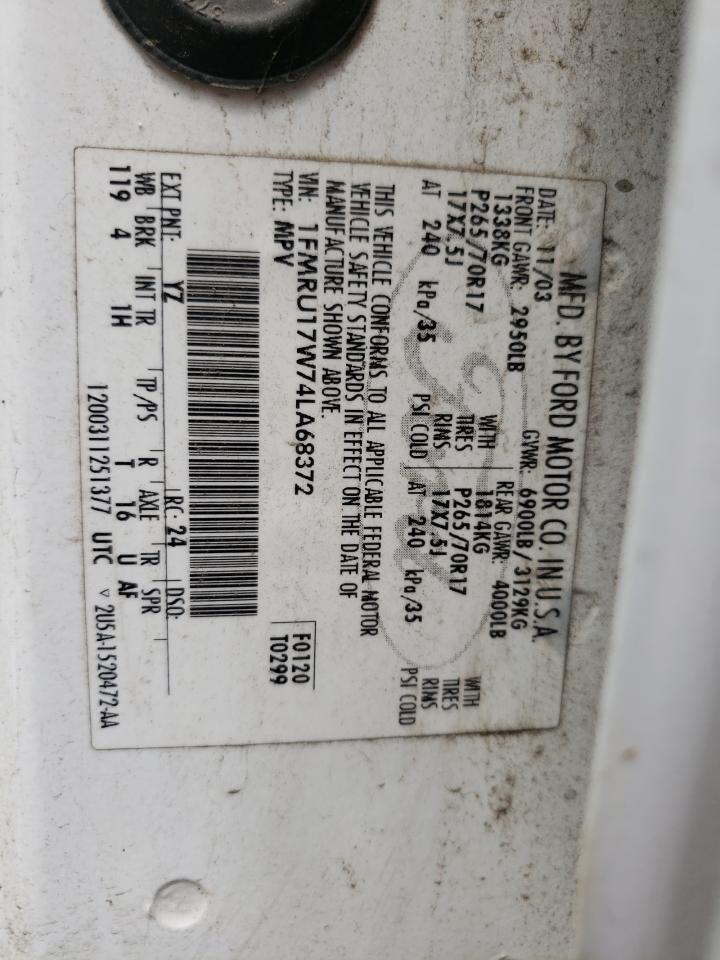 MFD. BY FORD MOTOR CO. IN U.S.A.
DATE: 11/03 GVWR: 6900LB/3129KG
FRONT GAWR: 2950LB REAR GAWR: 4000LB
1338KG WITH 1814KG WITH
P265/70R17 TIRES P265/70R17 TIRES
17X7.5J RIMS 17X7.5J RIMS
AT 240 kPa/35 PSI COLD AT 240 kPa/35 PSI COLD
THIS VEHICLE CONFORMS TO ALL APPLICABLE FEDERAL MOTOR
VEHICLE SAFETY STANDARDS IN EFFECT ON THE DATE OF
MANUFACTURE SHOWN ABOVE.
VIN: 1FMRU17W74LA68372 F0120
TYPE: MPV T0299
EXT PNT: YZ RC: 24 DSO:
WB BRK INT TR TP/PS R AXLE TR SPR
119 4 1H T 16 U AF
1200311251377 UTC ▽ 2U5A-1520472-AA